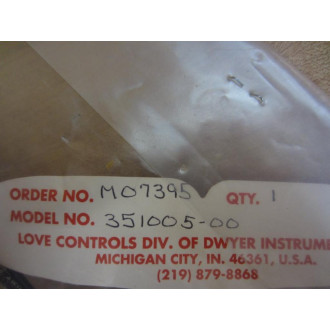 ORDER NO. M07395 QTY. 1
MODEL NO. 351005-00
LOVE CONTROLS DIV. OF DWYER INSTRUME
MICHIGAN CITY, IN. 46361, U.S.A.
(219) 879-8868